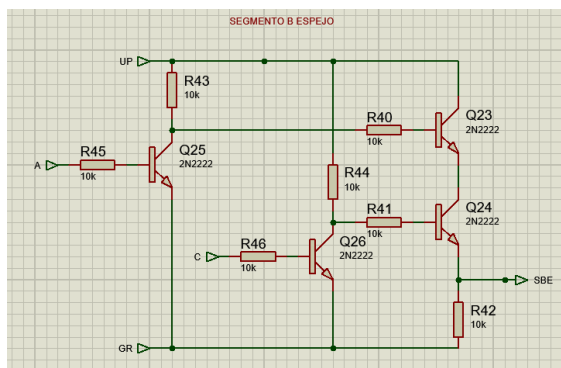 SEGMENTO B ESPEJO
UP
R43
10k
R40
10k
Q23
2N2222
R45
10k
A
Q25
2N2222
R44
10k
R41
10k
Q24
2N2222
R46
10k
C
Q26
2N2222
SBE
R42
10k
GR